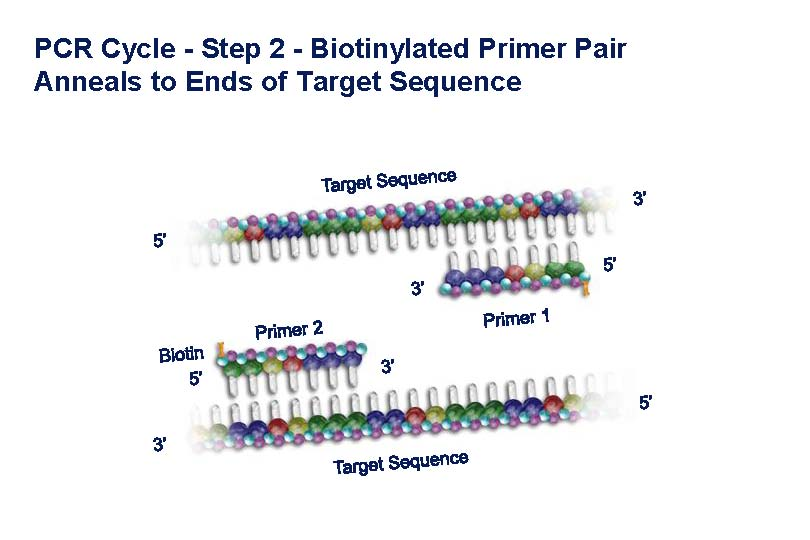 PCR Cycle - Step 2 - Biotinylated Primer Pair
Anneals to Ends of Target Sequence
Target Sequence
3'
5'
5'
3'
Primer 1
Primer 2
Biotin
5'
3'
5'
3'
Target Sequence